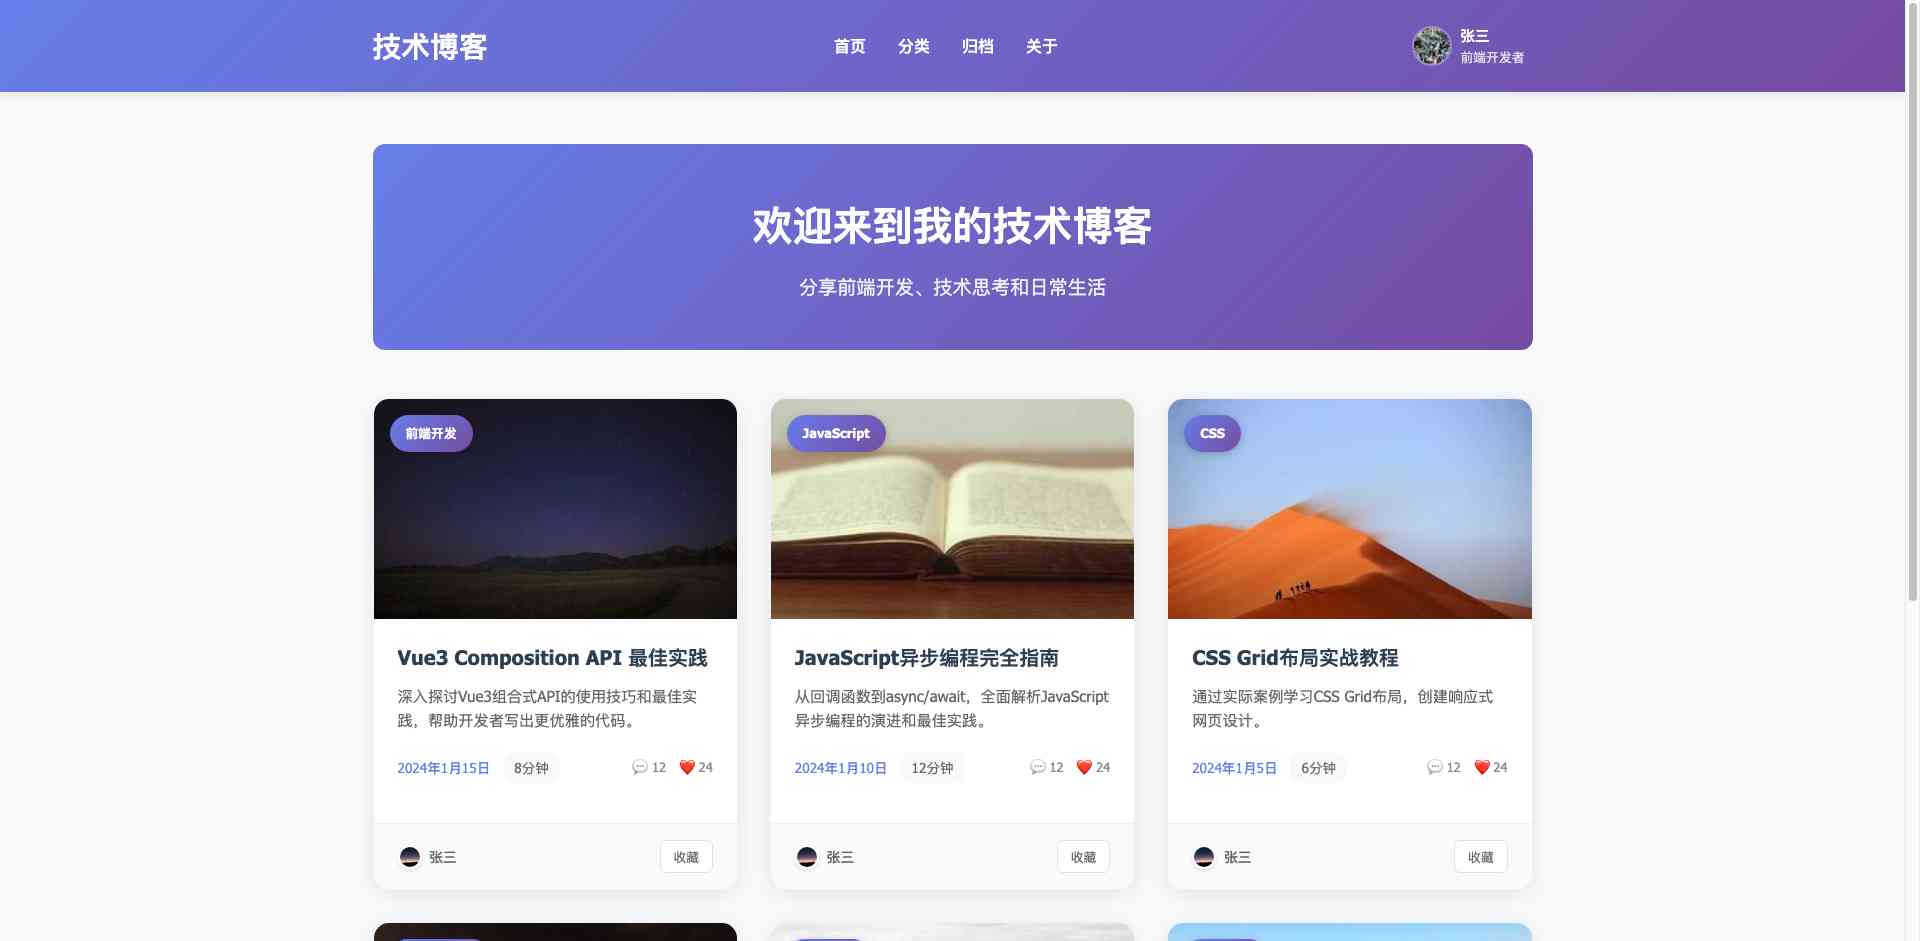 技术博客
首页 分类 归档 关于
张三
前端开发者
欢迎来到我的技术博客
分享前端开发、技术思考和日常生活
前端开发
Vue3 Composition API 最佳实践
深入探讨Vue3组合式API的使用技巧和最佳实
践，帮助开发者写出更优雅的代码。
2024年1月15日 8分钟 12 24
张三 收藏
JavaScript
JavaScript异步编程完全指南
从回调函数到async/await，全面解析JavaScript
异步编程的演进和最佳实践。
2024年1月10日 12分钟 12 24
张三 收藏
CSS
CSS Grid布局实战教程
通过实际案例学习CSS Grid布局，创建响应式
网页设计。
2024年1月5日 6分钟 12 24
张三 收藏